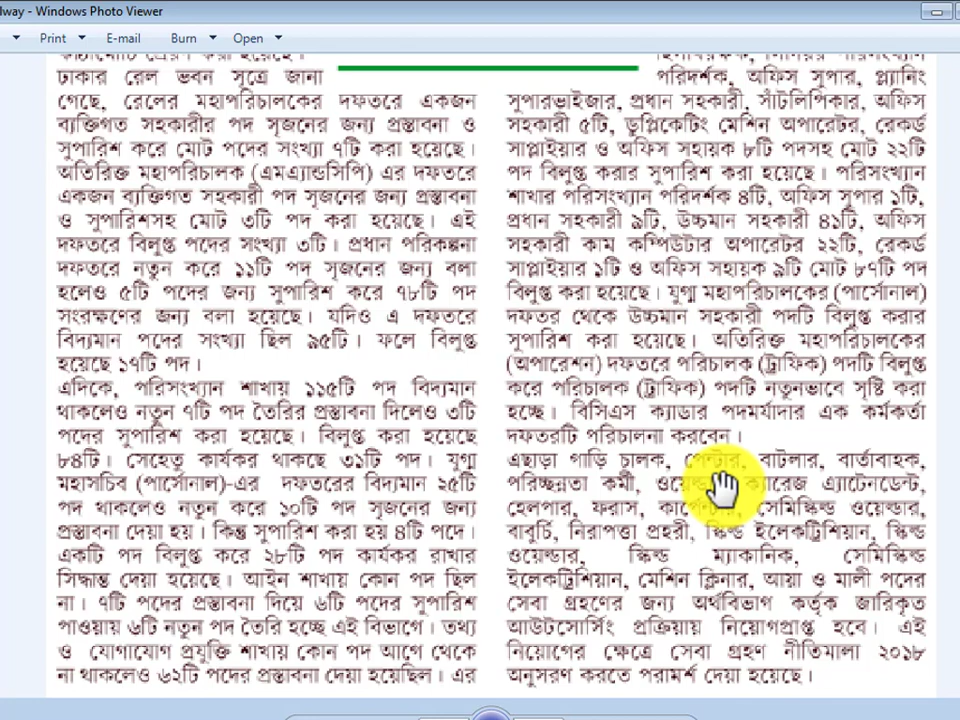 lway - Windows Photo Viewer
Print E-mail Burn Open
ঢাকার রেল ভবন সূত্রে জানা
গেছে, রেলের মহাপরিচালকের দফতরে একজন
ব্যক্তিগত সহকারীর পদ সৃজনের জন্য প্রস্তাবনা ও
সুপারিশ করে মোট পদের সংখ্যা ৭টি করা হয়েছে।
অতিরিক্ত মহাপরিচালক (এমএ্যান্ডসিপি) এর দফতরে
একজন ব্যক্তিগত সহকারী পদ সৃজনের জন্য প্রস্তাবনা
ও সুপারিশসহ মোট ৩টি পদ করা হয়েছে। এই
দফতরে বিলুপ্ত পদের সংখ্যা ৩টি। প্রধান পরিকল্পনা
দফতরে নতুন করে ১১টি পদ সৃজনের জন্য বলা
হলেও ৫টি পদের জন্য সুপারিশ করে ৭৮টি পদ
সংরক্ষণের জন্য বলা হয়েছে। যদিও এ দফতরে
বিদ্যমান পদের সংখ্যা ছিল ৯৫টি। ফলে বিলুপ্ত
হয়েছে ১৭টি পদ।
এদিকে, পরিসংখ্যান শাখায় ১১৫টি পদ বিদ্যমান
থাকলেও নতুন ৭টি পদ তৈরির প্রস্তাবনা দিলেও ৩টি
পদের সুপারিশ করা হয়েছে। বিলুপ্ত করা হয়েছে
৮৪টি। সেহেতু কার্যকর থাকছে ৩১টি পদ। যুগ্ম
মহাসচিব (পার্সোনাল)-এর দফতরের বিদ্যমান ২৫টি
পদ থাকলেও নতুন করে ১০টি পদ সৃজনের জন্য
প্রস্তাবনা দেয়া হয়। কিন্তু সুপারিশ করা হয় ৪টি পদে।
একটি পদ বিলুপ্ত করে ২৮টি পদ কার্যকর রাখার
সিদ্ধান্ত দেয়া হয়েছে। আইন শাখায় কোন পদ ছিল
না। ৭টি পদের প্রস্তাবনা দিয়ে ৬টি পদের সুপারিশ
পাওয়ায় ৬টি নতুন পদ তৈরি হচ্ছে এই বিভাগে। তথ্য
ও যোগাযোগ প্রযুক্তি শাখায় কোন পদ আগে থেকে
না থাকলেও ৬২টি পদের প্রস্তাবনা দেয়া হয়েছিল। এর
পরিদর্শক, অফিস সুপার, প্ল্যানিং
সুপারভাইজার, প্রধান সহকারী, সাঁটলিপিকার, অফিস
সহকারী ৫টি, ডুপ্লিকেটিং মেশিন অপারেটর, রেকর্ড
সাপ্লাইয়ার ও অফিস সহায়ক ৮টি পদসহ মোট ২২টি
পদ বিলুপ্ত করার সুপারিশ করা হয়েছে। পরিসংখ্যান
শাখার পরিসংখ্যান পরিদর্শক ৪টি, অফিস সুপার ১টি,
প্রধান সহকারী ৯টি, উচ্চমান সহকারী ৪১টি, অফিস
সহকারী কাম কম্পিউটার অপারেটর ২২টি, রেকর্ড
সাপ্লাইয়ার ১টি ও অফিস সহায়ক ৯টি মোট ৮৭টি পদ
বিলুপ্ত করা হয়েছে। যুগ্ম মহাপরিচালকের (পার্সোনাল)
দফতর থেকে উচ্চমান সহকারী পদটি বিলুপ্ত করার
সুপারিশ করা হয়েছে। অতিরিক্ত মহাপরিচালকের
(অপারেশন) দফতরে পরিচালক (ট্রাফিক) পদটি বিলুপ্ত
করে পরিচালক (ট্রাফিক) পদটি নতুনভাবে সৃষ্টি করা
হচ্ছে। বিসিএস ক্যাডার পদমর্যাদার এক কর্মকর্তা
দফতরটি পরিচালনা করবেন।
এছাড়া গাড়ি চালক, পেন্টার, বাটলার, বার্তাবাহক,
পরিচ্ছন্নতা কর্মী, ক্যারেজ এ্যাটেনডেন্ট,
হেলপার, ফরাস, কার্পেন্টার, সেমিস্কিল্ড ওয়েল্ডার,
বাবুর্চি, নিরাপত্তা প্রহরী, স্কিল্ড ইলেকট্রিশিয়ান, স্কিল্ড
ওয়েল্ডার, স্কিল্ড ম্যাকানিক, সেমিস্কিল্ড
ইলেকট্রিশিয়ান, মেশিন ক্লিনার, আয়া ও মালী পদের
সেবা গ্রহণের জন্য অর্থবিভাগ কর্তৃক জারিকৃত
আউটসোর্সিং প্রক্রিয়ায় নিয়োগপ্রাপ্ত হবে। এই
নিয়োগের ক্ষেত্রে সেবা গ্রহণ নীতিমালা ২০১৮
অনুসরণ করতে পরামর্শ দেয়া হয়েছে।